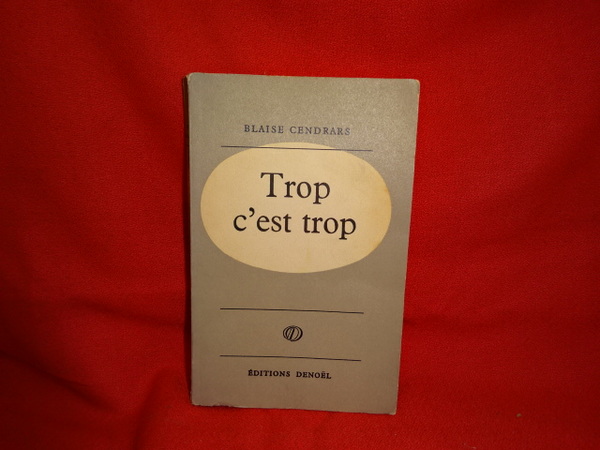 BLAISE CENDRARS
Trop
c'est trop
ÉDITIONS DENOËL